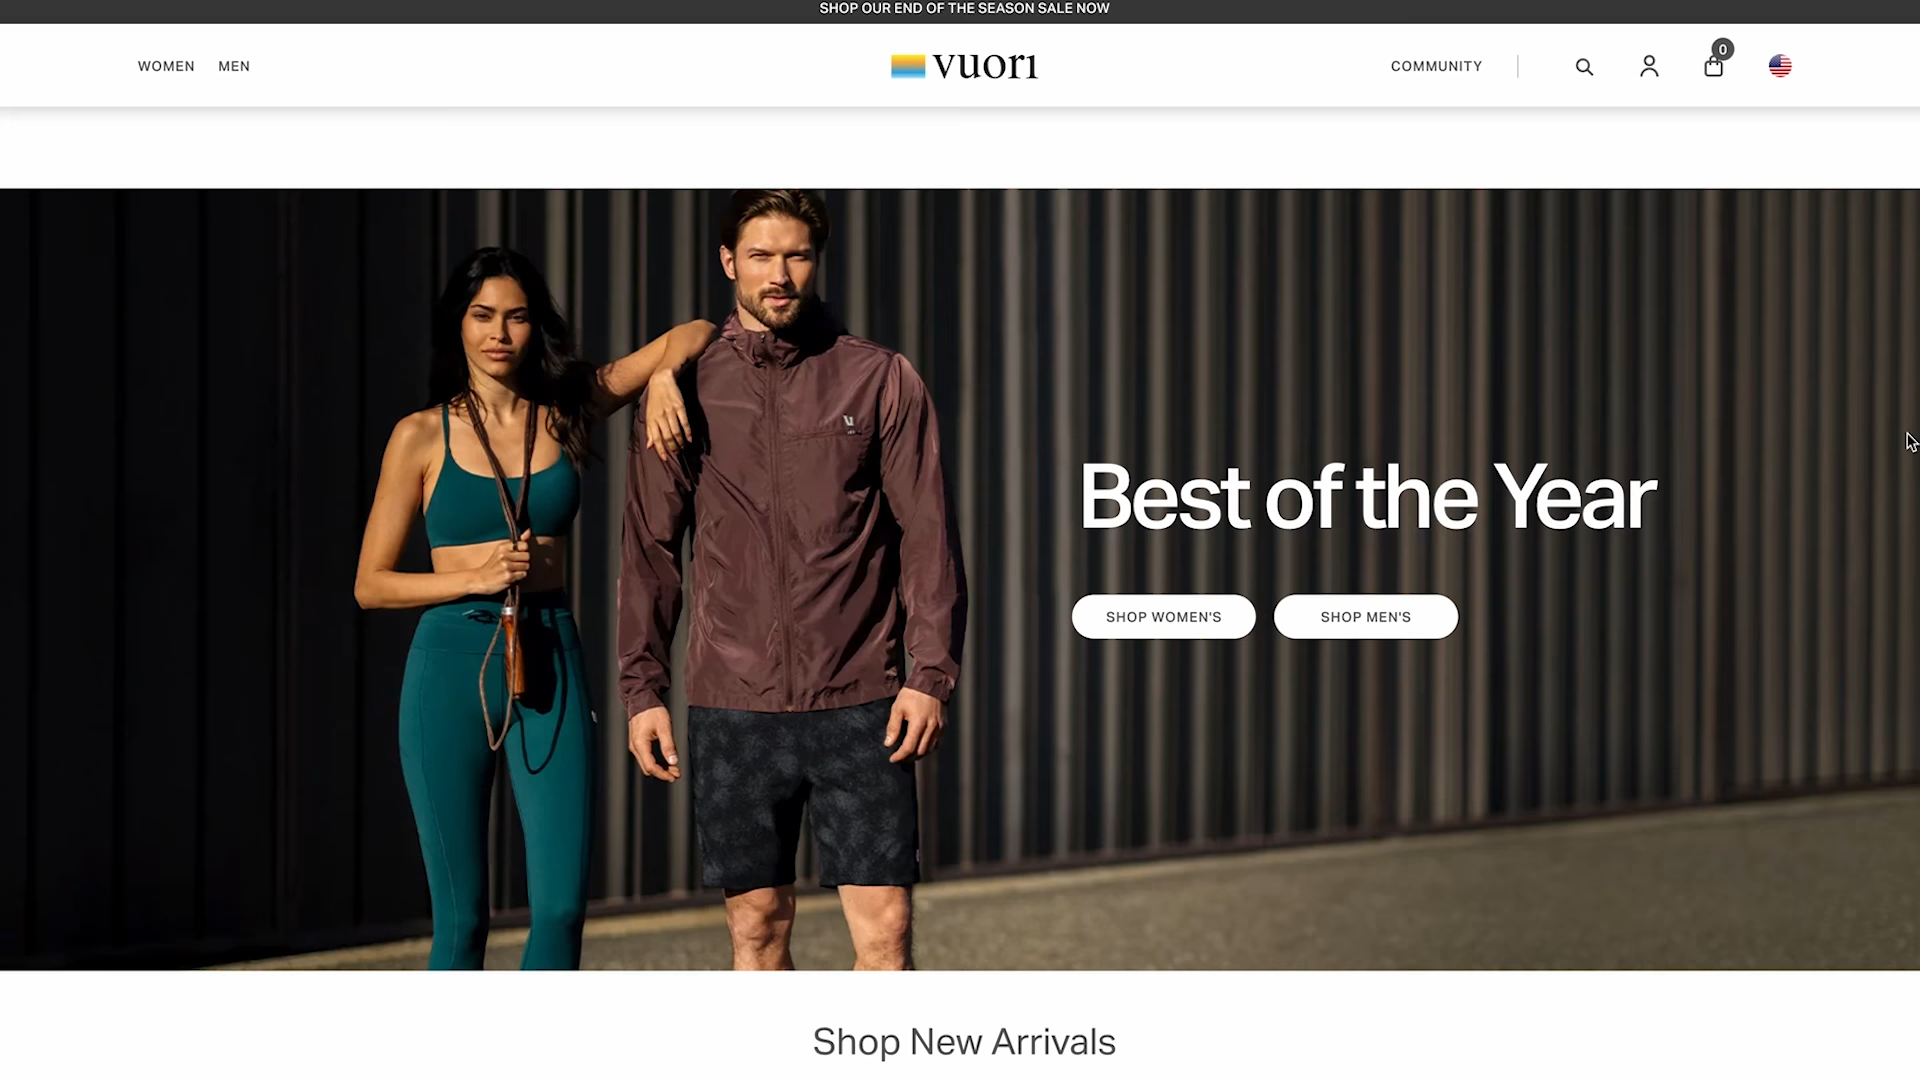 SHOP OUR END OF THE SEASON SALE NOW
WOMEN MEN
vuori
COMMUNITY
0
Best of the Year
SHOP WOMEN'S SHOP MEN'S
Shop New Arrivals